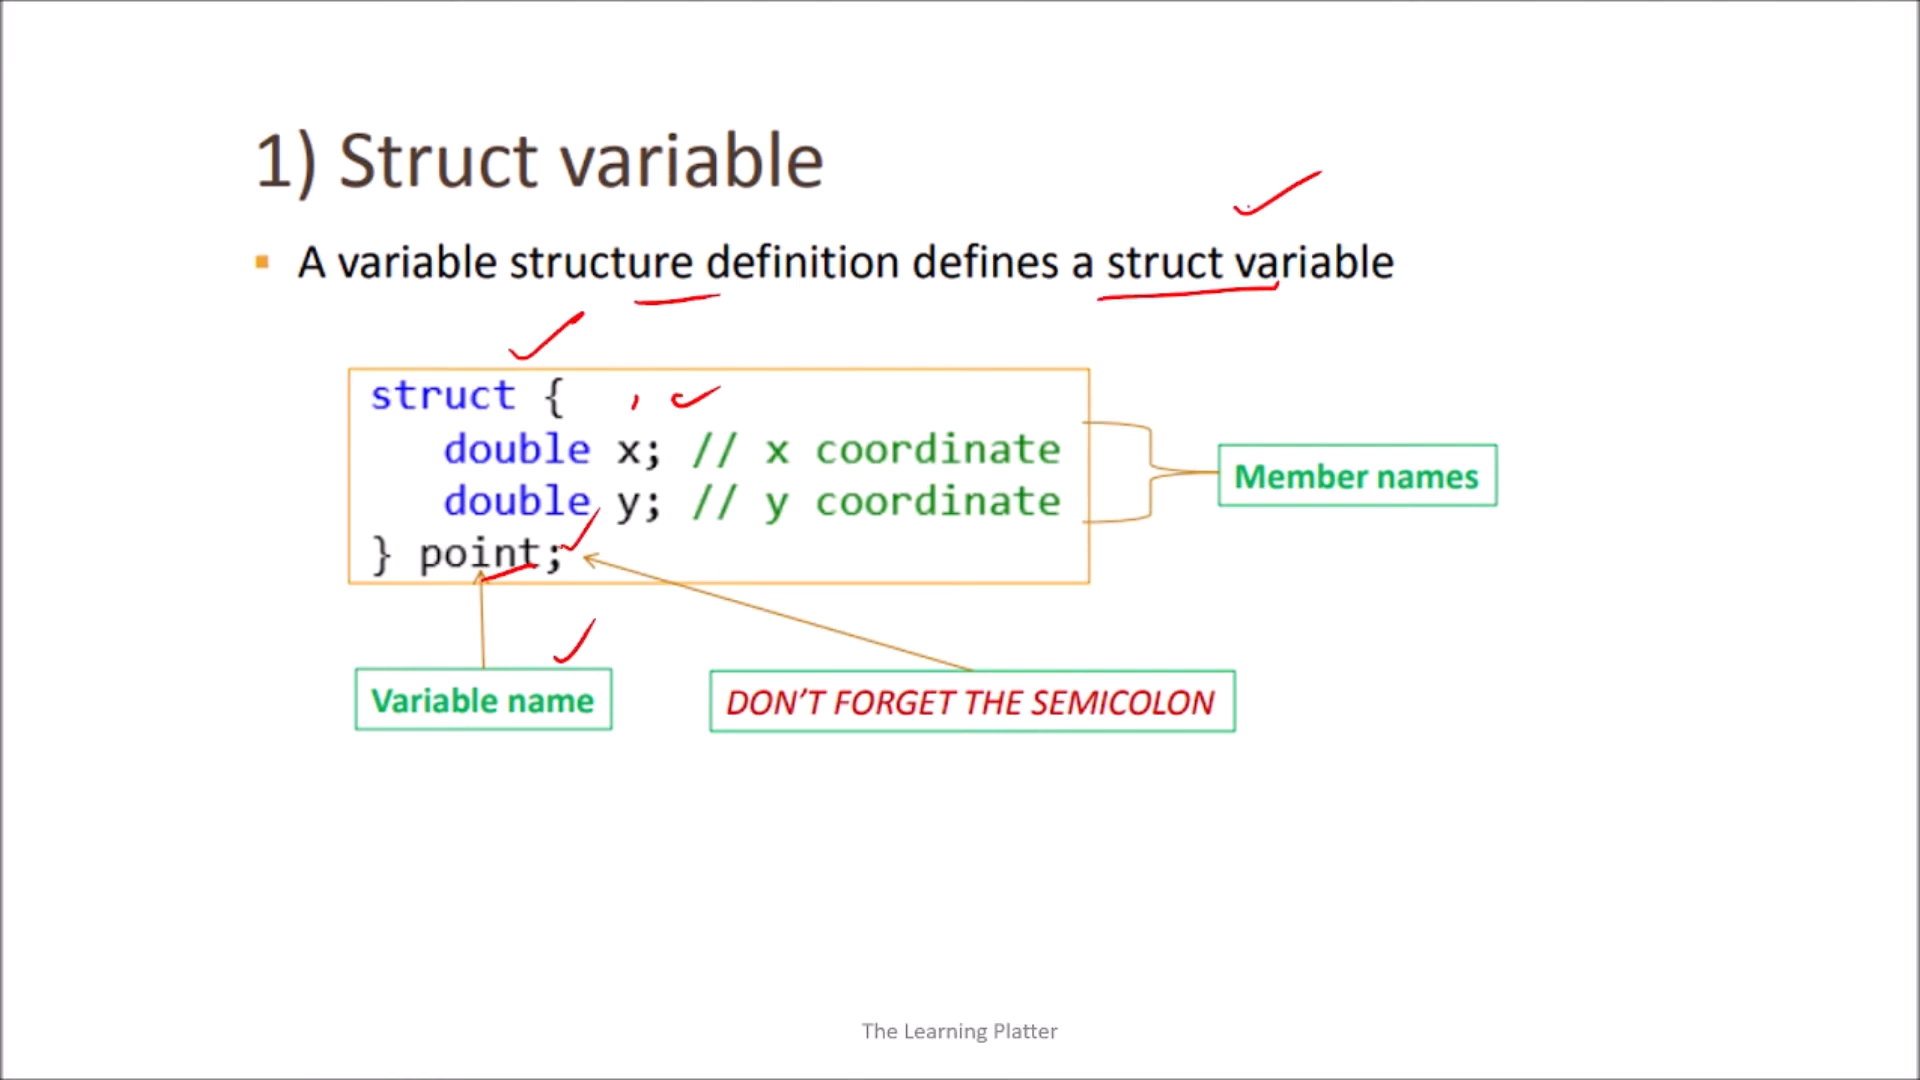 1) Struct variable
▪ A variable structure definition defines a struct variable
struct {
double x; // x coordinate
double y; // y coordinate
} point;
Member names
Variable name
DON’T FORGET THE SEMICOLON
The Learning Platter